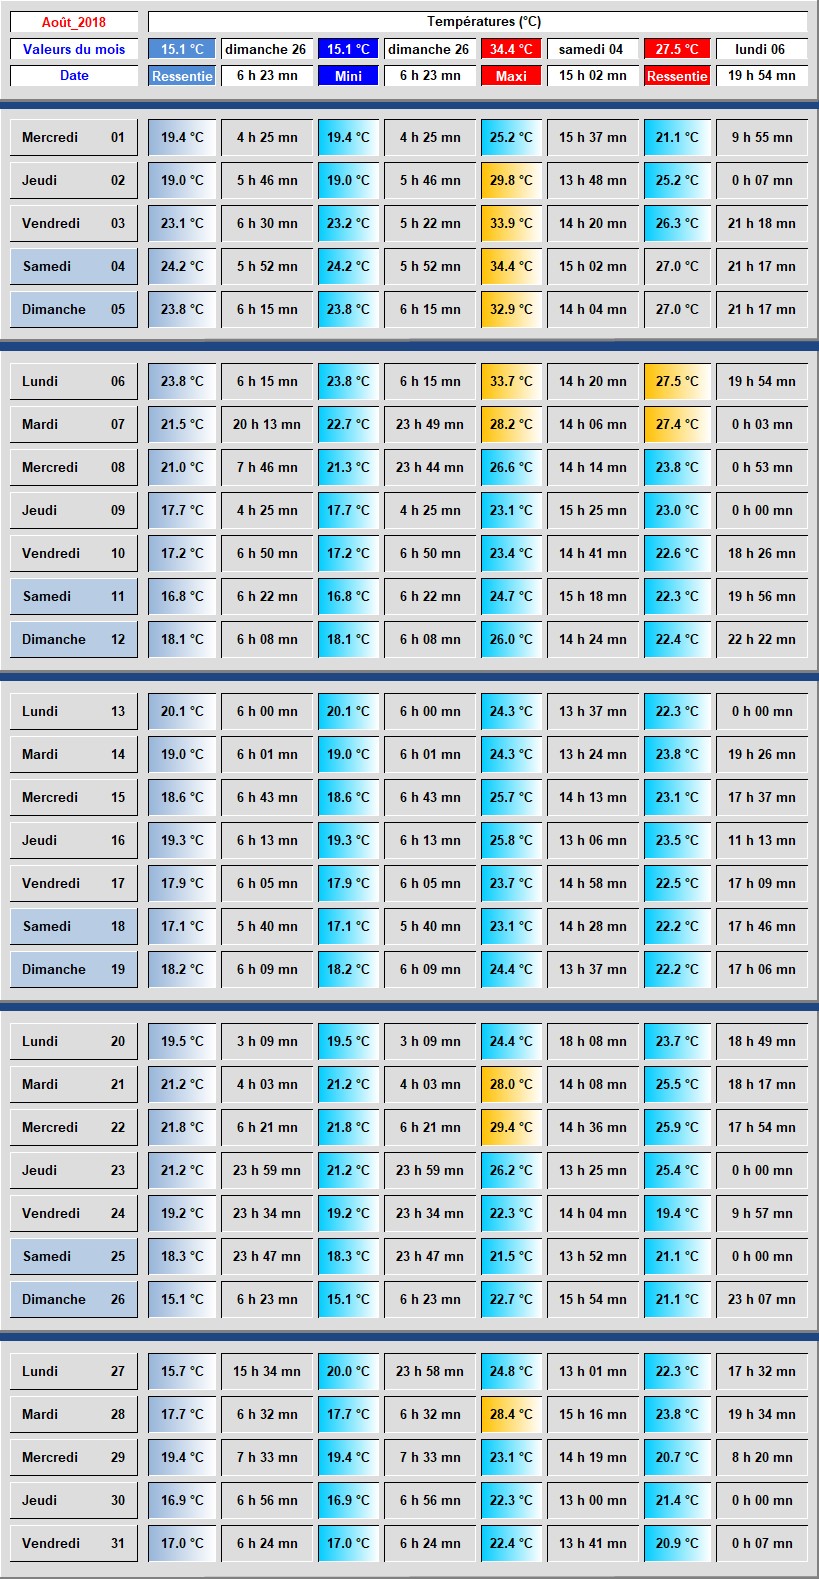 Août_2018 Températures (°C)
Valeurs du mois 15.1 °C dimanche 26 15.1 °C dimanche 26 34.4 °C samedi 04 27.5 °C lundi 06
Date Ressentie 6 h 23 mn Mini 6 h 23 mn Maxi 15 h 02 mn Ressentie 19 h 54 mn
Mercredi 01 19.4 °C 4 h 25 mn 19.4 °C 4 h 25 mn 25.2 °C 15 h 37 mn 21.1 °C 9 h 55 mn
Jeudi 02 19.0 °C 5 h 46 mn 19.0 °C 5 h 46 mn 29.8 °C 13 h 48 mn 25.2 °C 0 h 07 mn
Vendredi 03 23.1 °C 6 h 30 mn 23.2 °C 5 h 22 mn 33.9 °C 14 h 20 mn 26.3 °C 21 h 18 mn
Samedi 04 24.2 °C 5 h 52 mn 24.2 °C 5 h 52 mn 34.4 °C 15 h 02 mn 27.0 °C 21 h 17 mn
Dimanche 05 23.8 °C 6 h 15 mn 23.8 °C 6 h 15 mn 32.9 °C 14 h 04 mn 27.0 °C 21 h 17 mn
Lundi 06 23.8 °C 6 h 15 mn 23.8 °C 6 h 15 mn 33.7 °C 14 h 20 mn 27.5 °C 19 h 54 mn
Mardi 07 21.5 °C 20 h 13 mn 22.7 °C 23 h 49 mn 28.2 °C 14 h 06 mn 27.4 °C 0 h 03 mn
Mercredi 08 21.0 °C 7 h 46 mn 21.3 °C 23 h 44 mn 26.6 °C 14 h 14 mn 23.8 °C 0 h 53 mn
Jeudi 09 17.7 °C 4 h 25 mn 17.7 °C 4 h 25 mn 23.1 °C 15 h 25 mn 23.0 °C 0 h 00 mn
Vendredi 10 17.2 °C 6 h 50 mn 17.2 °C 6 h 50 mn 23.4 °C 14 h 41 mn 22.6 °C 18 h 26 mn
Samedi 11 16.8 °C 6 h 22 mn 16.8 °C 6 h 22 mn 24.7 °C 15 h 18 mn 22.3 °C 19 h 56 mn
Dimanche 12 18.1 °C 6 h 08 mn 18.1 °C 6 h 08 mn 26.0 °C 14 h 24 mn 22.4 °C 22 h 22 mn
Lundi 13 20.1 °C 6 h 00 mn 20.1 °C 6 h 00 mn 24.3 °C 13 h 37 mn 22.3 °C 0 h 00 mn
Mardi 14 19.0 °C 6 h 01 mn 19.0 °C 6 h 01 mn 24.3 °C 13 h 24 mn 23.8 °C 19 h 26 mn
Mercredi 15 18.6 °C 6 h 43 mn 18.6 °C 6 h 43 mn 25.7 °C 14 h 13 mn 23.1 °C 17 h 37 mn
Jeudi 16 19.3 °C 6 h 13 mn 19.3 °C 6 h 13 mn 25.8 °C 13 h 06 mn 23.5 °C 11 h 13 mn
Vendredi 17 17.9 °C 6 h 05 mn 17.9 °C 6 h 05 mn 23.7 °C 14 h 58 mn 22.5 °C 17 h 09 mn
Samedi 18 17.1 °C 5 h 40 mn 17.1 °C 5 h 40 mn 23.1 °C 14 h 28 mn 22.2 °C 17 h 46 mn
Dimanche 19 18.2 °C 6 h 09 mn 18.2 °C 6 h 09 mn 24.4 °C 13 h 37 mn 22.2 °C 17 h 06 mn
Lundi 20 19.5 °C 3 h 09 mn 19.5 °C 3 h 09 mn 24.4 °C 18 h 08 mn 23.7 °C 18 h 49 mn
Mardi 21 21.2 °C 4 h 03 mn 21.2 °C 4 h 03 mn 28.0 °C 14 h 08 mn 25.5 °C 18 h 17 mn
Mercredi 22 21.8 °C 6 h 21 mn 21.8 °C 6 h 21 mn 29.4 °C 14 h 36 mn 25.9 °C 17 h 54 mn
Jeudi 23 21.2 °C 23 h 59 mn 21.2 °C 23 h 59 mn 26.2 °C 13 h 25 mn 25.4 °C 0 h 00 mn
Vendredi 24 19.2 °C 23 h 34 mn 19.2 °C 23 h 34 mn 22.3 °C 14 h 04 mn 19.4 °C 9 h 57 mn
Samedi 25 18.3 °C 23 h 47 mn 18.3 °C 23 h 47 mn 21.5 °C 13 h 52 mn 21.1 °C 0 h 00 mn
Dimanche 26 15.1 °C 6 h 23 mn 15.1 °C 6 h 23 mn 22.7 °C 15 h 54 mn 21.1 °C 23 h 07 mn
Lundi 27 15.7 °C 15 h 34 mn 20.0 °C 23 h 58 mn 24.8 °C 13 h 01 mn 22.3 °C 17 h 32 mn
Mardi 28 17.7 °C 6 h 32 mn 17.7 °C 6 h 32 mn 28.4 °C 15 h 16 mn 23.8 °C 19 h 34 mn
Mercredi 29 19.4 °C 7 h 33 mn 19.4 °C 7 h 33 mn 23.1 °C 14 h 19 mn 20.7 °C 8 h 20 mn
Jeudi 30 16.9 °C 6 h 56 mn 16.9 °C 6 h 56 mn 22.3 °C 13 h 00 mn 21.4 °C 0 h 00 mn
Vendredi 31 17.0 °C 6 h 24 mn 17.0 °C 6 h 24 mn 22.4 °C 13 h 41 mn 20.9 °C 0 h 07 mn